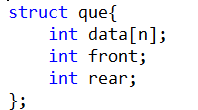 struct que{
    int data[n];
    int front;
    int rear;
};